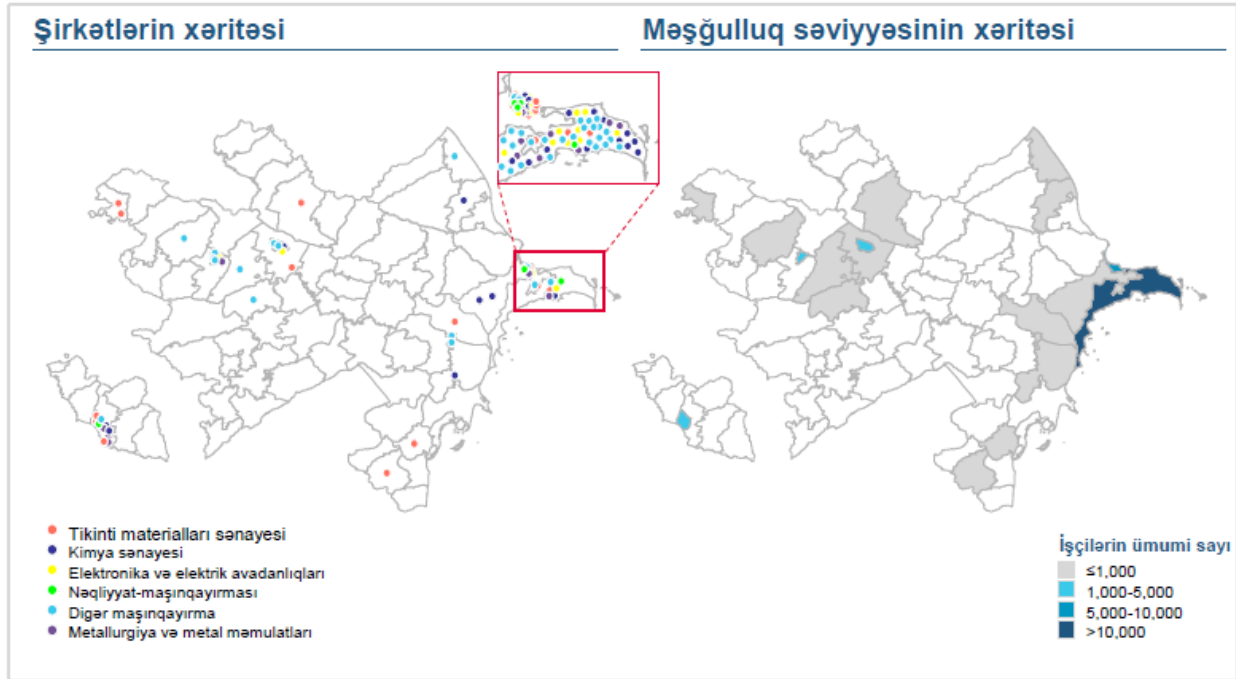 Şirkətlərin xəritəsi
Məşğulluq səviyyəsinin xəritəsi
Tikinti materialları sənayesi
Kimya sənayesi
Elektronika və elektrik avadanlıqları
Nəqliyyat-maşınqayırması
Digər maşınqayırma
Metallurgiya və metal məmulatları
İşçilərin ümumi sayı
≤1,000
1,000-5,000
5,000-10,000
>10,000